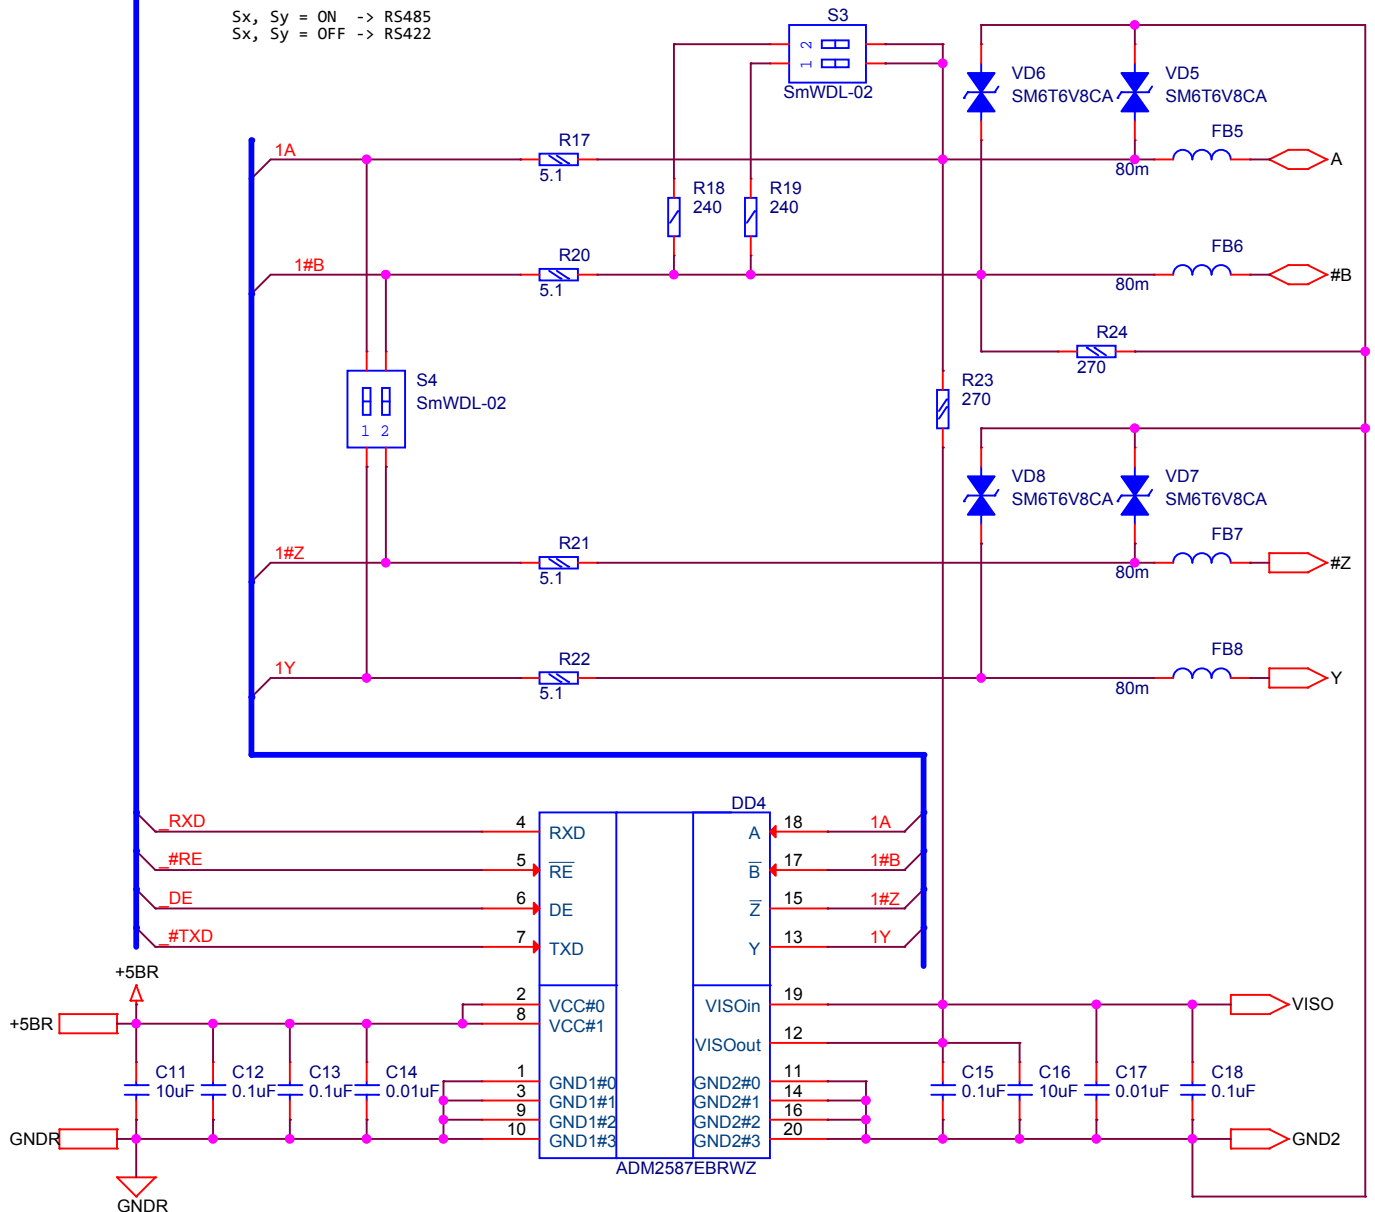 Sx, Sy = ON -> RS485
Sx, Sy = OFF -> RS422
S3
2
1
SmWDL-02
VD6
SM6T6V8CA
VD5
SM6T6V8CA
1A
R17
5.1
FB5
80m
A
R18
240
R19
240
1#B
R20
5.1
FB6
80m
#B
R24
270
S4
SmWDL-02
1 2
R23
270
VD8
SM6T6V8CA
VD7
SM6T6V8CA
1#Z
R21
5.1
FB7
80m
#Z
1Y
R22
5.1
FB8
80m
Y
DD4
_RXD
4
RXD
A
18
1A
_#RE
5
RE
B
17
1#B
_DE
6
DE
Z
15
1#Z
_#TXD
7
TXD
Y
13
1Y
+5BR
+5BR
2
VCC#0
8
VCC#1
VISOin
19
VISO
VISOout
12
C11
10uF
C12
0.1uF
C13
0.1uF
C14
0.01uF
1
GND1#0
3
GND1#1
9
GND1#2
10
GND1#3
GND2#0
11
GND2#1
14
GND2#2
16
GND2#3
20
C15
0.1uF
C16
10uF
C17
0.01uF
C18
0.1uF
GNDR
GND2
ADM2587EBRWZ
GNDR